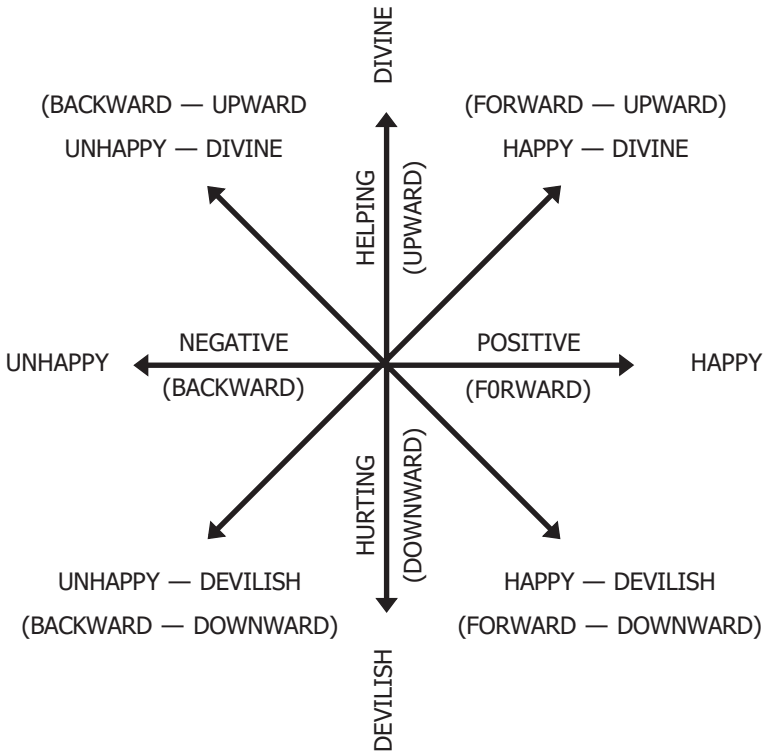 DIVINE
(BACKWARD — UPWARD
UNHAPPY — DIVINE
(FORWARD — UPWARD)
HAPPY — DIVINE
HELPING
(UPWARD)
UNHAPPY
NEGATIVE
(BACKWARD)
POSITIVE
(F0RWARD)
HAPPY
HURTING
(DOWNWARD)
UNHAPPY — DEVILISH
(BACKWARD — DOWNWARD)
HAPPY — DEVILISH
(FORWARD — DOWNWARD)
DEVILISH